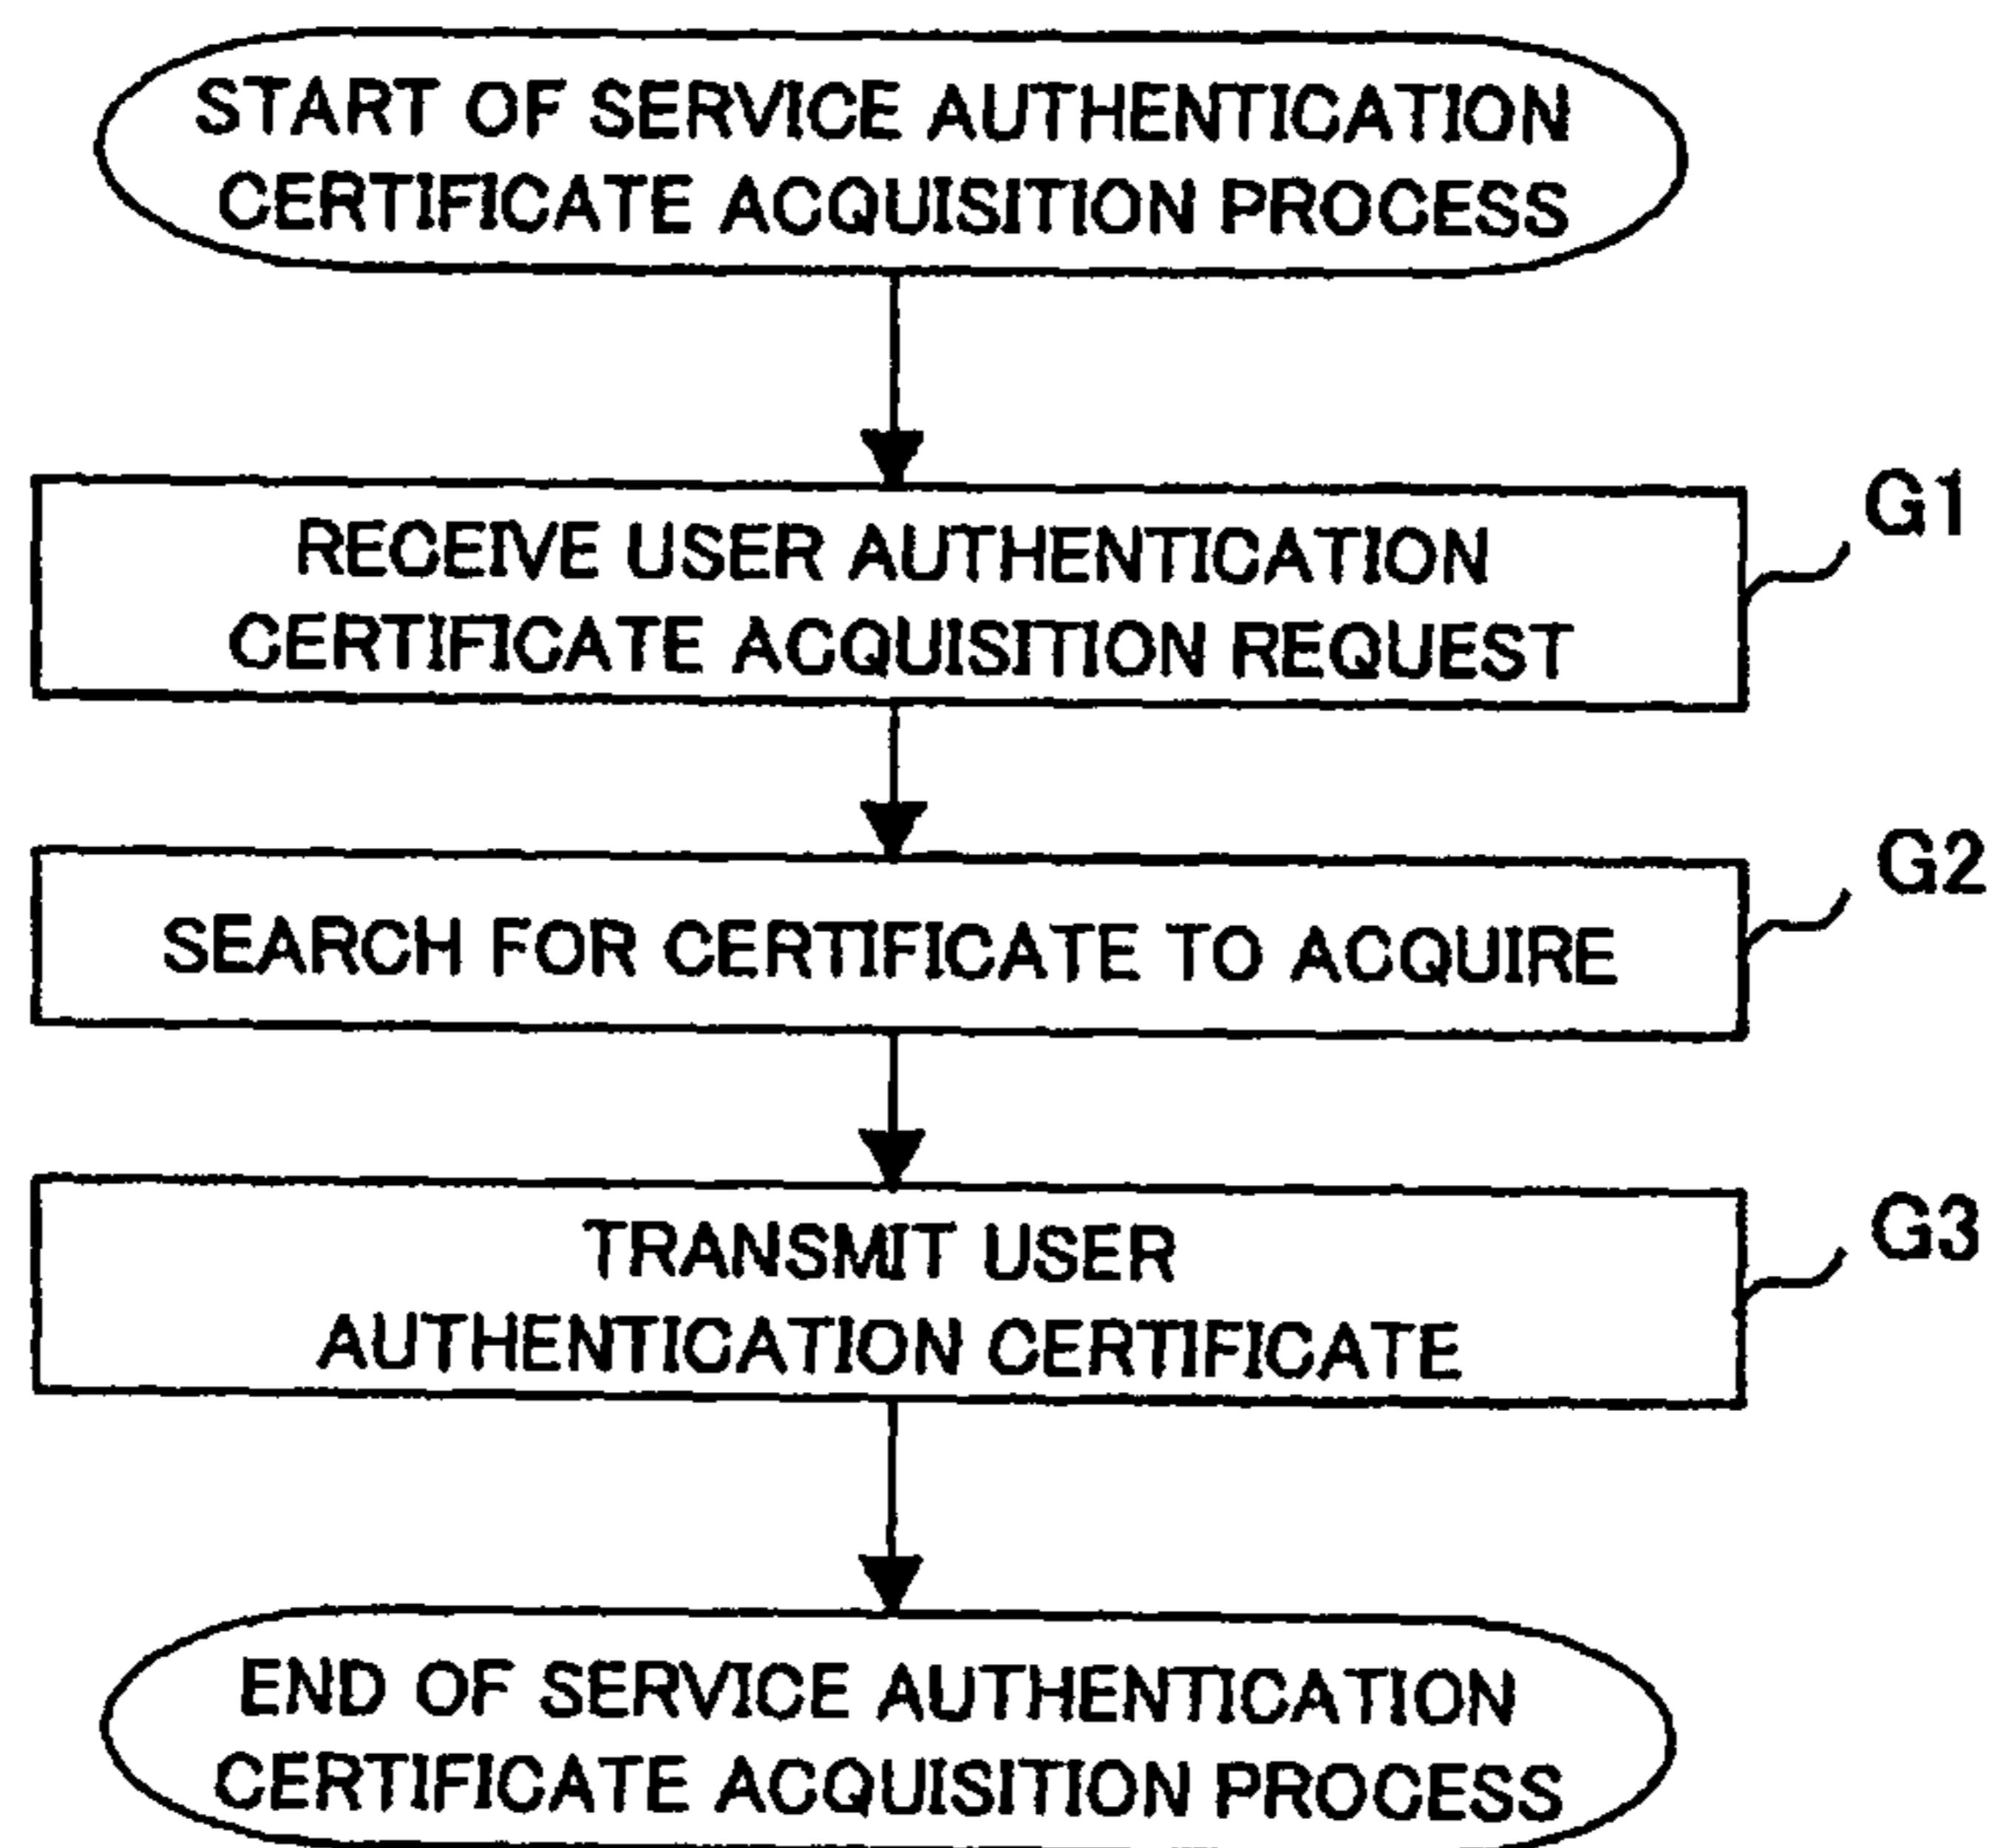 START OF SERVICE AUTHENTICATION
CERTIFICATE ACQUISITION PROCESS
RECEIVE USER AUTHENTICATION
CERTIFICATE ACQUISITION REQUEST
G1
SEARCH FOR CERTIFICATE TO ACQUIRE
G2
TRANSMIT USER
AUTHENTICATION CERTIFICATE
G3
END OF SERVICE AUTHENTICATION
CERTIFICATE ACQUISITION PROCESS